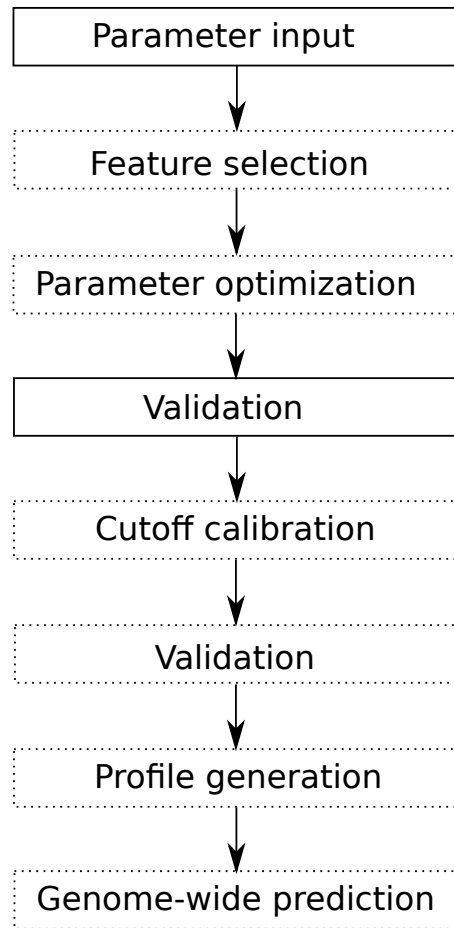 Parameter input
Feature selection
Parameter optimization
Validation
Cutoff calibration
Validation
Profile generation
Genome-wide prediction